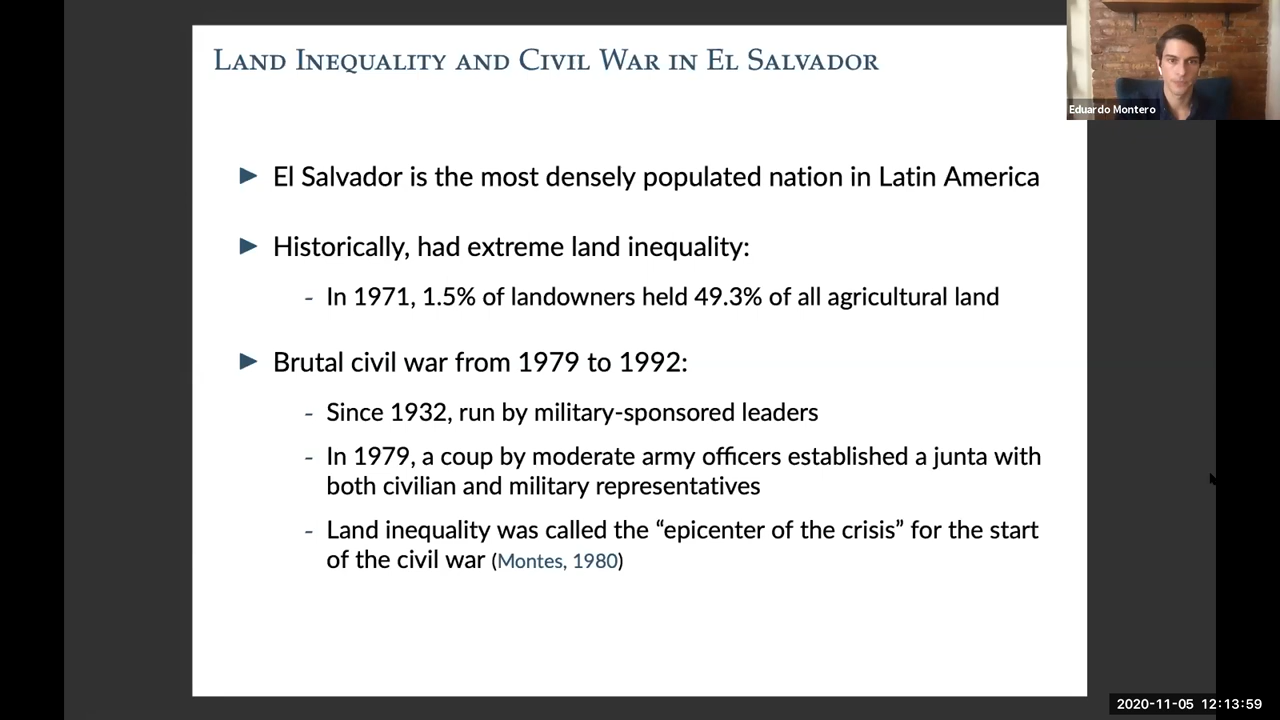 LAND INEQUALITY AND CIVIL WAR IN EL SALVADOR
Eduardo Montero
► El Salvador is the most densely populated nation in Latin America
► Historically, had extreme land inequality:
- In 1971, 1.5% of landowners held 49.3% of all agricultural land
► Brutal civil war from 1979 to 1992:
- Since 1932, run by military-sponsored leaders
- In 1979, a coup by moderate army officers established a junta with
both civilian and military representatives
- Land inequality was called the “epicenter of the crisis” for the start
of the civil war (Montes, 1980)
2020-11-05 12:13:59